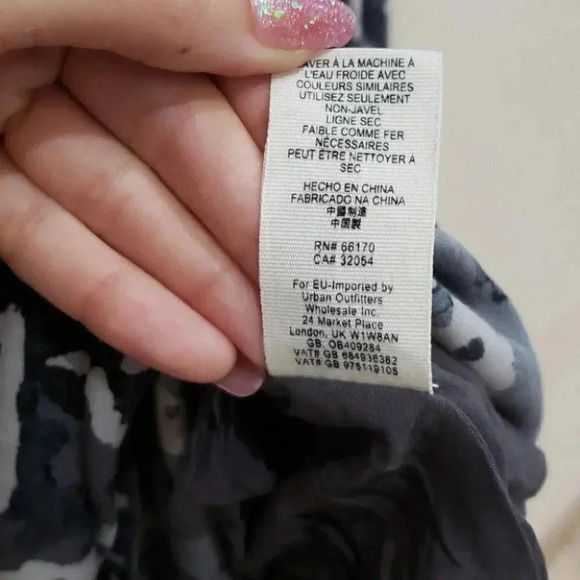 LAVER À LA MACHINE À
L'EAU FROIDE AVEC
COULEURS SIMILAIRES
UTILISEZ SEULEMENT
NON-JAVEL
LIGNE SEC
FAIBLE COMME FER
NÉCESSAIRES
PEUT ÊTRE NETTOYER À
SEC
HECHO EN CHINA
FABRICADO NA CHINA
中國制造
中国製
RN# 66170
CA# 32054
For EU-Imported by
Urban Outfitters
Wholesale Inc.
24 Market Place
London, UK W1W8AN
GB. OB409284
VAT# GB 684936362
VAT# GB 975119105